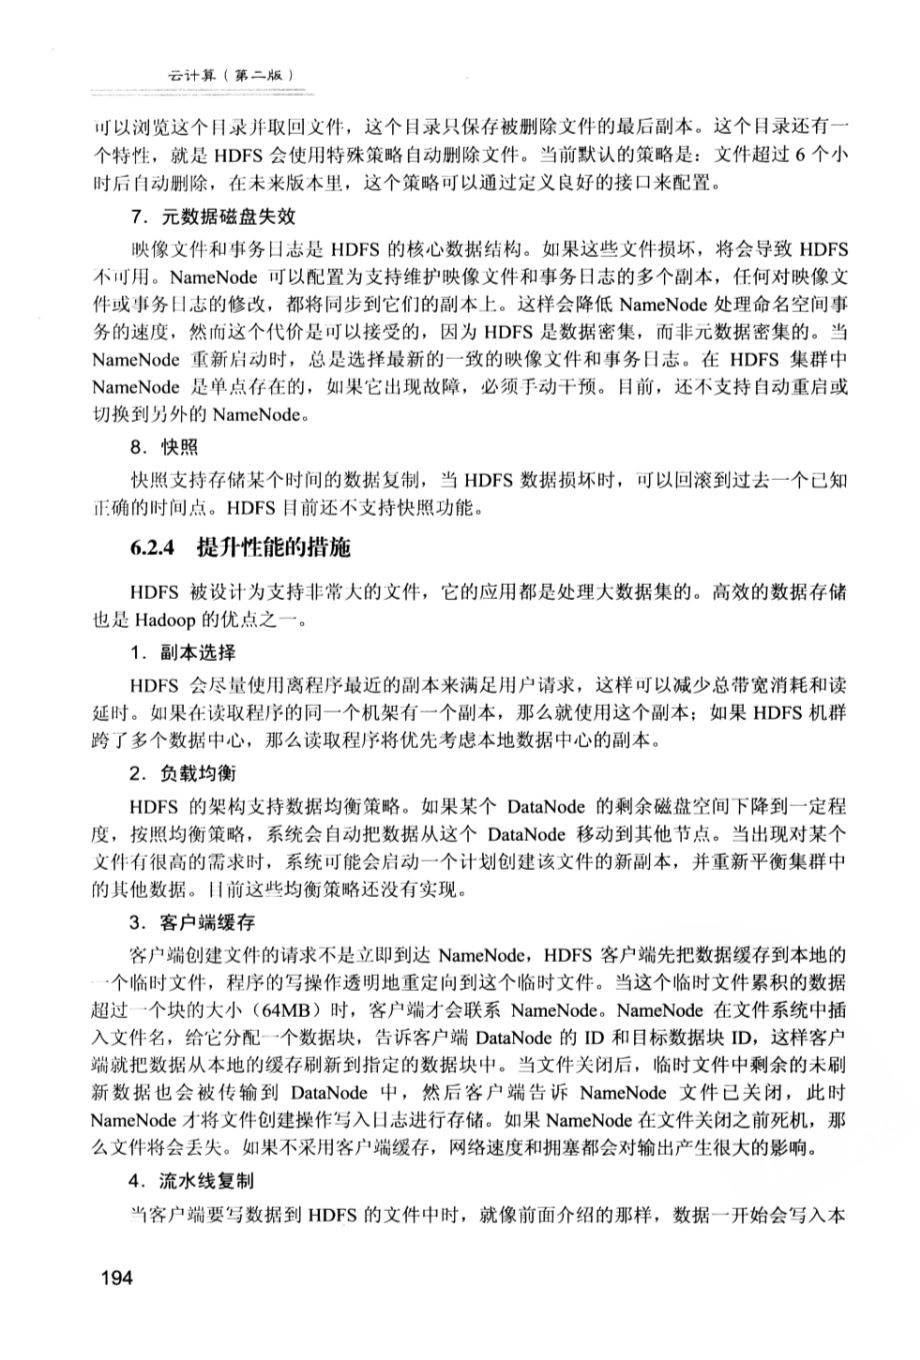 云计算（第二版）
可以浏览这个目录并取回文件，这个目录只保存被删除文件的最后副本。这个目录还有一
个特性，就是 HDFS 会使用特殊策略自动删除文件。当前默认的策略是：文件超过 6 个小
时后自动删除，在未来版本里，这个策略可以通过定义良好的接口来配置。
7．元数据磁盘失效
映像文件和事务日志是 HDFS 的核心数据结构。如果这些文件损坏，将会导致 HDFS
不可用。NameNode 可以配置为支持维护映像文件和事务日志的多个副本，任何对映像文
件或事务日志的修改，都将同步到它们的副本上。这样会降低 NameNode 处理命名空间事
务的速度，然而这个代价是可以接受的，因为 HDFS 是数据密集，而非元数据密集的。当
NameNode 重新启动时，总是选择最新的一致的映像文件和事务日志。在 HDFS 集群中
NameNode 是单点存在的，如果它出现故障，必须手动干预。目前，还不支持自动重启或
切换到另外的 NameNode。
8．快照
快照支持存储某个时间的数据复制，当 HDFS 数据损坏时，可以回滚到过去一个已知
正确的时间点。HDFS 目前还不支持快照功能。
6.2.4 提升性能的措施
HDFS 被设计为支持非常大的文件，它的应用都是处理大数据集的。高效的数据存储
也是 Hadoop 的优点之一。
1．副本选择
HDFS 会尽量使用离程序最近的副本来满足用户请求，这样可以减少总带宽消耗和读
延时。如果在读取程序的同一个机架有一个副本，那么就使用这个副本；如果 HDFS 机群
跨了多个数据中心，那么读取程序将优先考虑本地数据中心的副本。
2．负载均衡
HDFS 的架构支持数据均衡策略。如果某个 DataNode 的剩余磁盘空间下降到一定程
度，按照均衡策略，系统会自动把数据从这个 DataNode 移动到其他节点。当出现对某个
文件有很高的需求时，系统可能会启动一个计划创建该文件的新副本，并重新平衡集群中
的其他数据。目前这些均衡策略还没有实现。
3．客户端缓存
客户端创建文件的请求不是立即到达 NameNode，HDFS 客户端先把数据缓存到本地的
一个临时文件，程序的写操作透明地重定向到这个临时文件。当这个临时文件累积的数据
超过一个块的大小（64MB）时，客户端才会联系 NameNode。NameNode 在文件系统中插
入文件名，给它分配一个数据块，告诉客户端 DataNode 的 ID 和目标数据块 ID，这样客户
端就把数据从本地的缓存刷新到指定的数据块中。当文件关闭后，临时文件中剩余的未刷
新数据也会被传输到 DataNode 中，然后客户端告诉 NameNode 文件已关闭，此时
NameNode 才将文件创建操作写入日志进行存储。如果 NameNode 在文件关闭之前死机，那
么文件将会丢失。如果不采用客户端缓存，网络速度和拥塞都会对输出产生很大的影响。
4．流水线复制
当客户端要写数据到 HDFS 的文件中时，就像前面介绍的那样，数据一开始会写入本
194